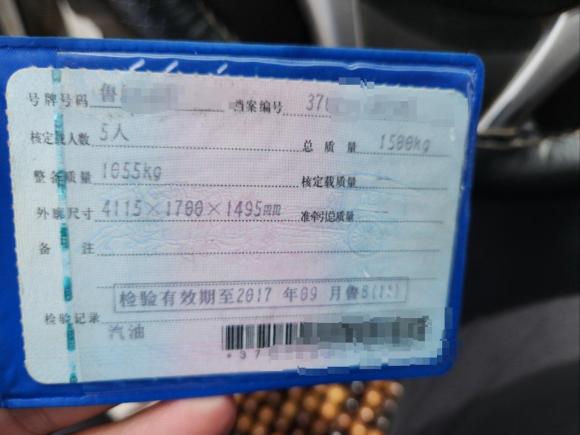 号牌号码 鲁 档案编号 370
核定载人数 5人 总质量 1500kg
整备质量 1055kg 核定载质量
外廓尺寸 4115×1700×1495mm 准牵引总质量
备注
检验有效期至2017 年09 月鲁B
检验记录
汽油
*37